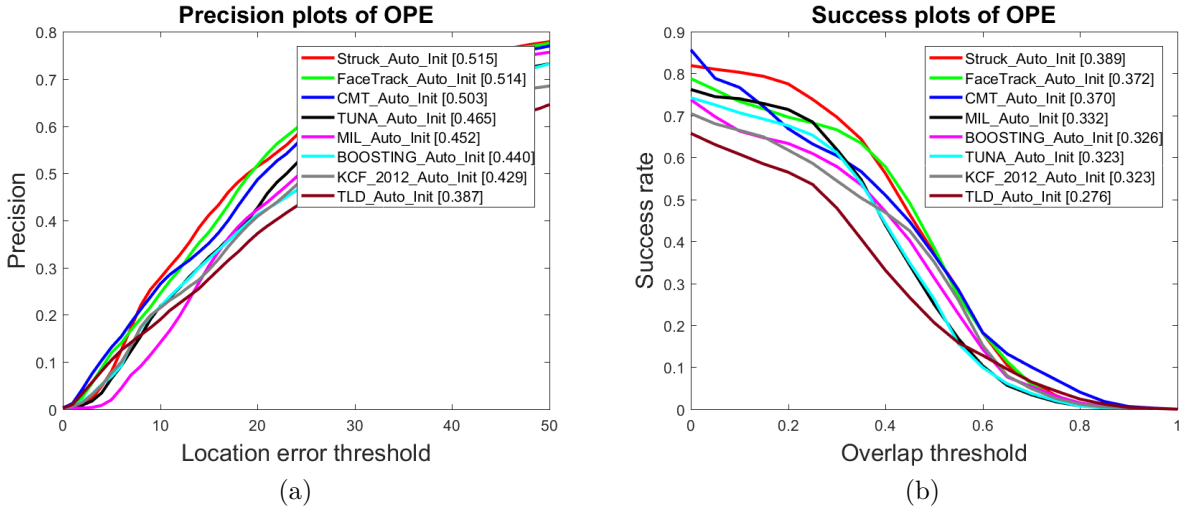 Precision plots of OPE
0.8
0.7
0.6
0.5
0.4
0.3
0.2
0.1
0
Precision
Struck_Auto_Init [0.515]
FaceTrack_Auto_Init [0.514]
CMT_Auto_Init [0.503]
TUNA_Auto_Init [0.465]
MIL_Auto_Init [0.452]
BOOSTING_Auto_Init [0.440]
KCF_2012_Auto_Init [0.429]
TLD_Auto_Init [0.387]
0 10 20 30 40 50
Location error threshold
(a)
Success plots of OPE
0.9
0.8
0.7
0.6
0.5
0.4
0.3
0.2
0.1
0
Success rate
Struck_Auto_Init [0.389]
FaceTrack_Auto_Init [0.372]
CMT_Auto_Init [0.370]
MIL_Auto_Init [0.332]
BOOSTING_Auto_Init [0.326]
TUNA_Auto_Init [0.323]
KCF_2012_Auto_Init [0.323]
TLD_Auto_Init [0.276]
0 0.2 0.4 0.6 0.8 1
Overlap threshold
(b)